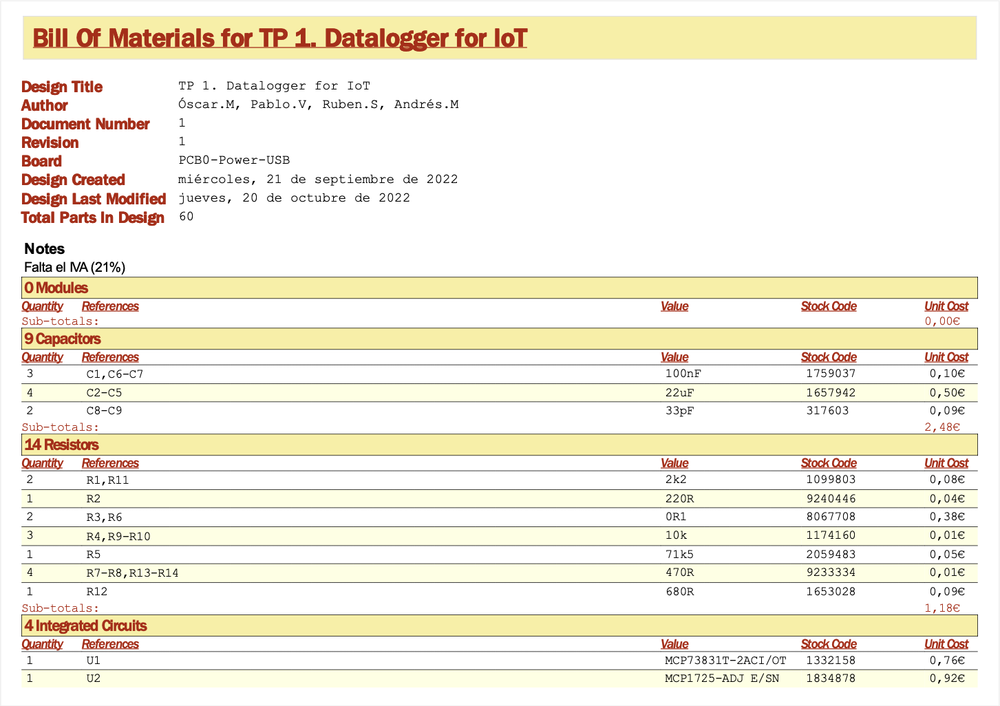 Bill Of Materials for TP 1. Datalogger for IoT
Design Title TP 1. Datalogger for IoT
Author Óscar.M, Pablo.V, Ruben.S, Andrés.M
Document Number 1
Revision 1
Board PCB0-Power-USB
Design Created miércoles, 21 de septiembre de 2022
Design Last Modified jueves, 20 de octubre de 2022
Total Parts In Design 60
Notes
Falta el IVA (21%)
0 Modules
Quantity References Value Stock Code Unit Cost
Sub-totals: 0,00€
9 Capacitors
Quantity References Value Stock Code Unit Cost
3 C1,C6-C7 100nF 1759037 0,10€
4 C2-C5 22uF 1657942 0,50€
2 C8-C9 33pF 317603 0,09€
Sub-totals: 2,48€
14 Resistors
Quantity References Value Stock Code Unit Cost
2 R1,R11 2k2 1099803 0,08€
1 R2 220R 9240446 0,04€
2 R3,R6 0R1 8067708 0,38€
3 R4,R9-R10 10k 1174160 0,01€
1 R5 71k5 2059483 0,05€
4 R7-R8,R13-R14 470R 9233334 0,01€
1 R12 680R 1653028 0,09€
Sub-totals: 1,18€
4 Integrated Circuits
Quantity References Value Stock Code Unit Cost
1 U1 MCP73831T-2ACI/OT 1332158 0,76€
1 U2 MCP1725-ADJ E/SN 1834878 0,92€